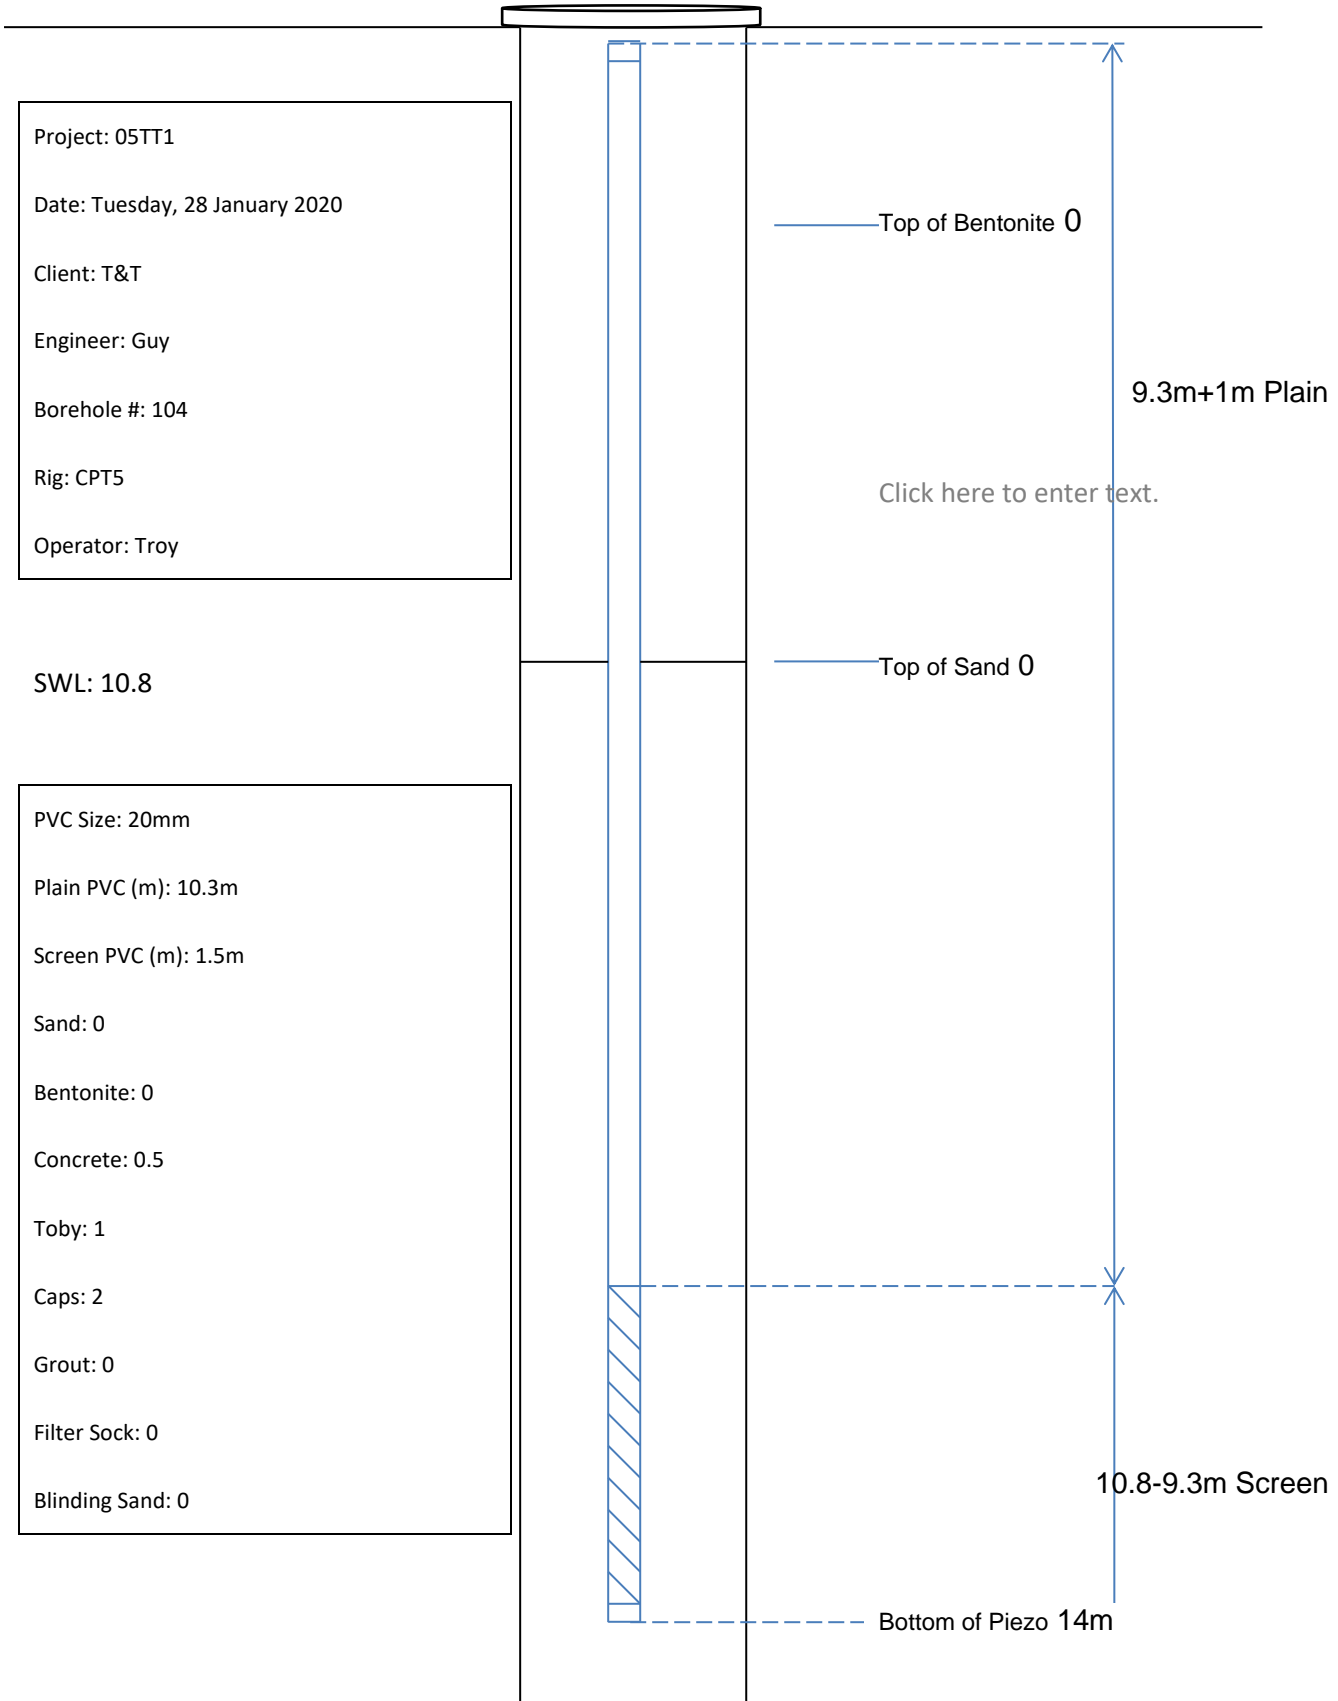 Project: 05TT1
Date: Tuesday, 28 January 2020
Client: T&T
Engineer: Guy
Borehole #: 104
Rig: CPT5
Operator: Troy
SWL: 10.8
PVC Size: 20mm
Plain PVC (m): 10.3m
Screen PVC (m): 1.5m
Sand: 0
Bentonite: 0
Concrete: 0.5
Toby: 1
Caps: 2
Grout: 0
Filter Sock: 0
Blinding Sand: 0
Top of Bentonite 0
9.3m+1m Plain
Click here to enter text.
Top of Sand 0
10.8-9.3m Screen
Bottom of Piezo 14m